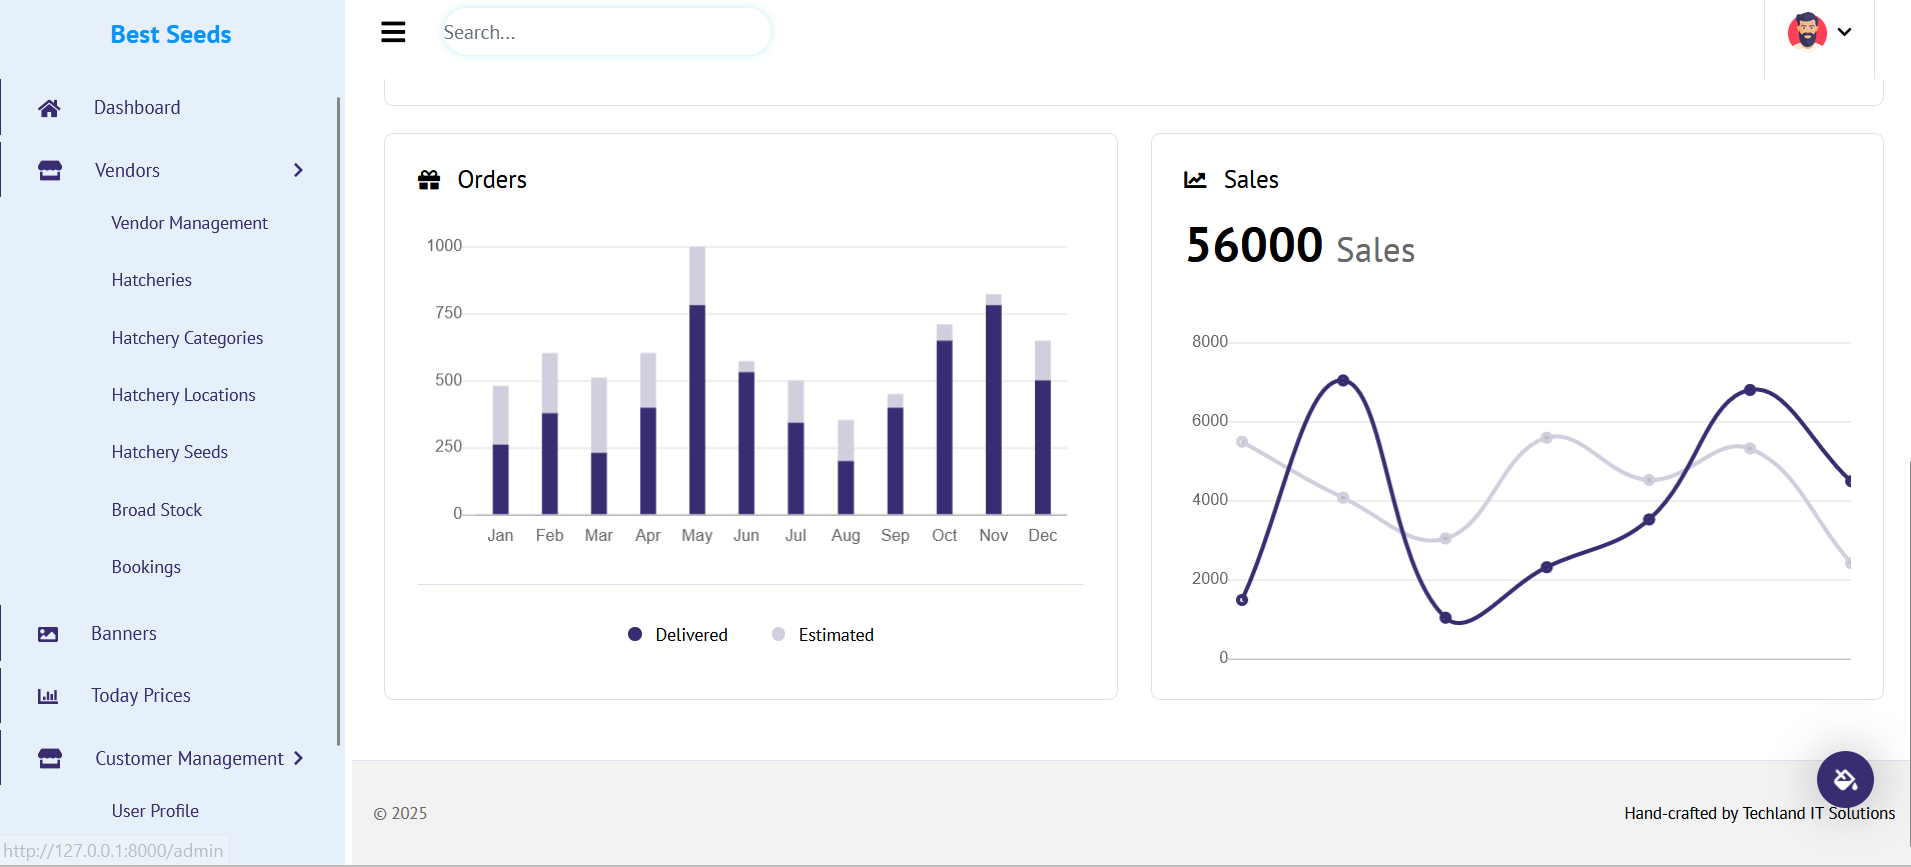 Best Seeds
Dashboard
Vendors
Vendor Management
Hatcheries
Hatchery Categories
Hatchery Locations
Hatchery Seeds
Broad Stock
Bookings
Banners
Today Prices
Customer Management
User Profile
http://127.0.0.1:8000/admin
Search...
Orders
1000
750
500
250
0
Jan Feb Mar Apr May Jun Jul Aug Sep Oct Nov Dec
Delivered Estimated
Sales
56000 Sales
8000
6000
4000
2000
0
© 2025
Hand-crafted by Techland IT Solutions